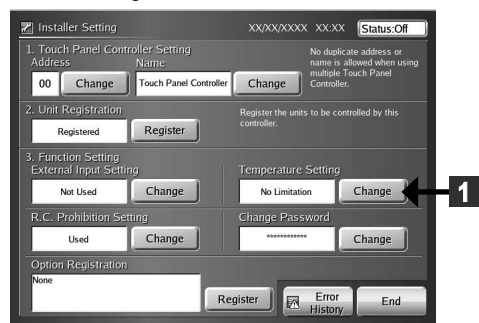 Installer Setting XX/XX/XXXX XX:XX Status:Off
1. Touch Panel Controller Setting
Address Name
00 Change Touch Panel Controller Change
No duplicate address or
name is allowed when using
multiple Touch Panel
Controller.
2. Unit Registration
Registered Register
Register the units to be controlled by this
controller.
3. Function Setting
External Input Setting Temperature Setting
Not Used Change No Limitation Change
1
R.C. Prohibition Setting Change Password
Used Change ************ Change
Option Registration
None
Register Error
History End